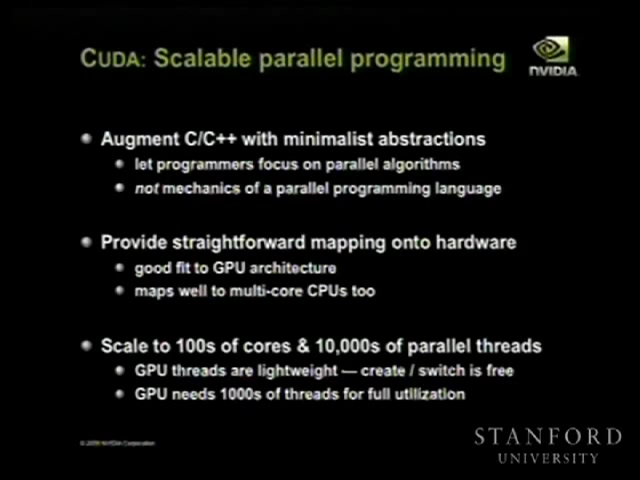 CUDA: Scalable parallel programming
NVIDIA
Augment C/C++ with minimalist abstractions
let programmers focus on parallel algorithms
not mechanics of a parallel programming language
Provide straightforward mapping onto hardware
good fit to GPU architecture
maps well to multi-core CPUs too
Scale to 100s of cores & 10,000s of parallel threads
GPU threads are lightweight — create / switch is free
GPU needs 1000s of threads for full utilization
© NVIDIA Corporation
STANFORD
UNIVERSITY